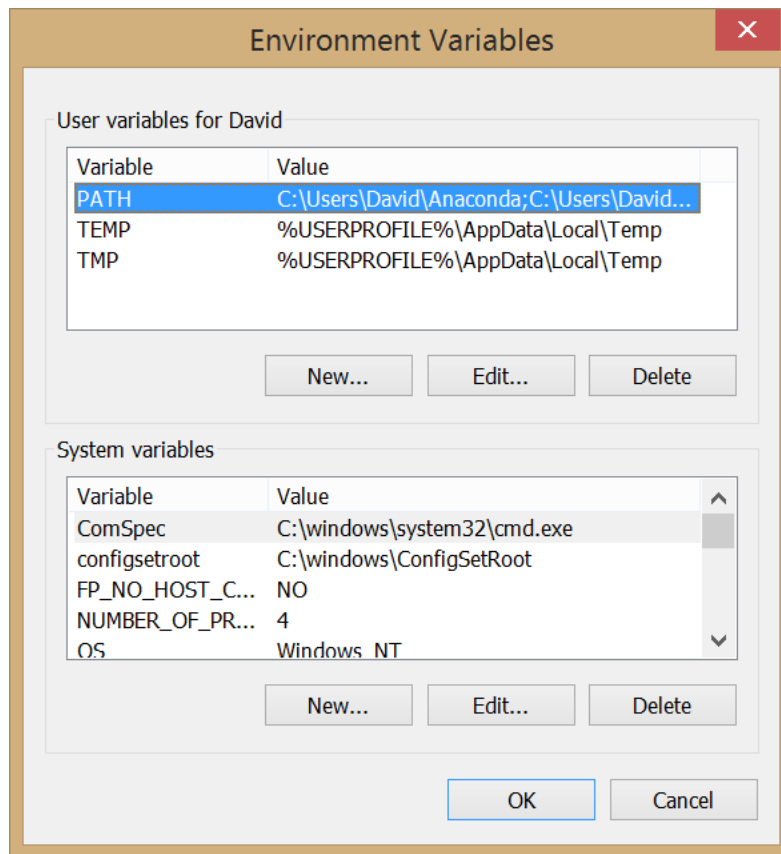 Environment Variables
User variables for David
Variable Value
PATH C:\Users\David\Anaconda;C:\Users\David...
TEMP %USERPROFILE%\AppData\Local\Temp
TMP %USERPROFILE%\AppData\Local\Temp
New... Edit... Delete
System variables
Variable Value
ComSpec C:\windows\system32\cmd.exe
configsetroot C:\windows\ConfigSetRoot
FP_NO_HOST_C... NO
NUMBER_OF_PR... 4
OS Windows_NT
New... Edit... Delete
OK Cancel